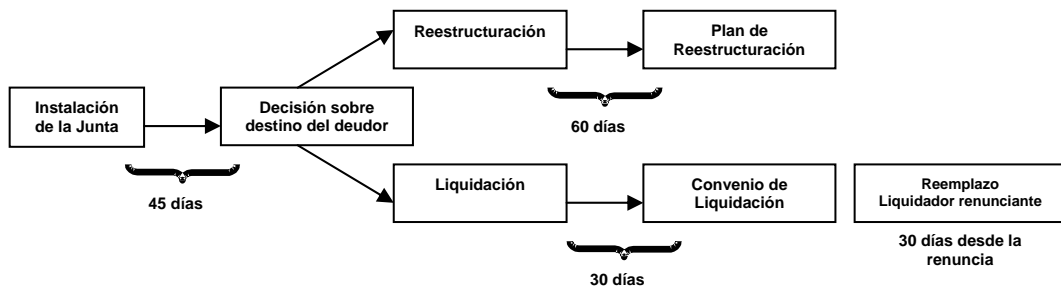 Reestructuración
Plan de
Reestructuración
Instalación
de la Junta
Decisión sobre
destino del deudor
60 días
45 días
Liquidación
Convenio de
Liquidación
Reemplazo
Liquidador renunciante
30 días
30 días desde la
renuncia